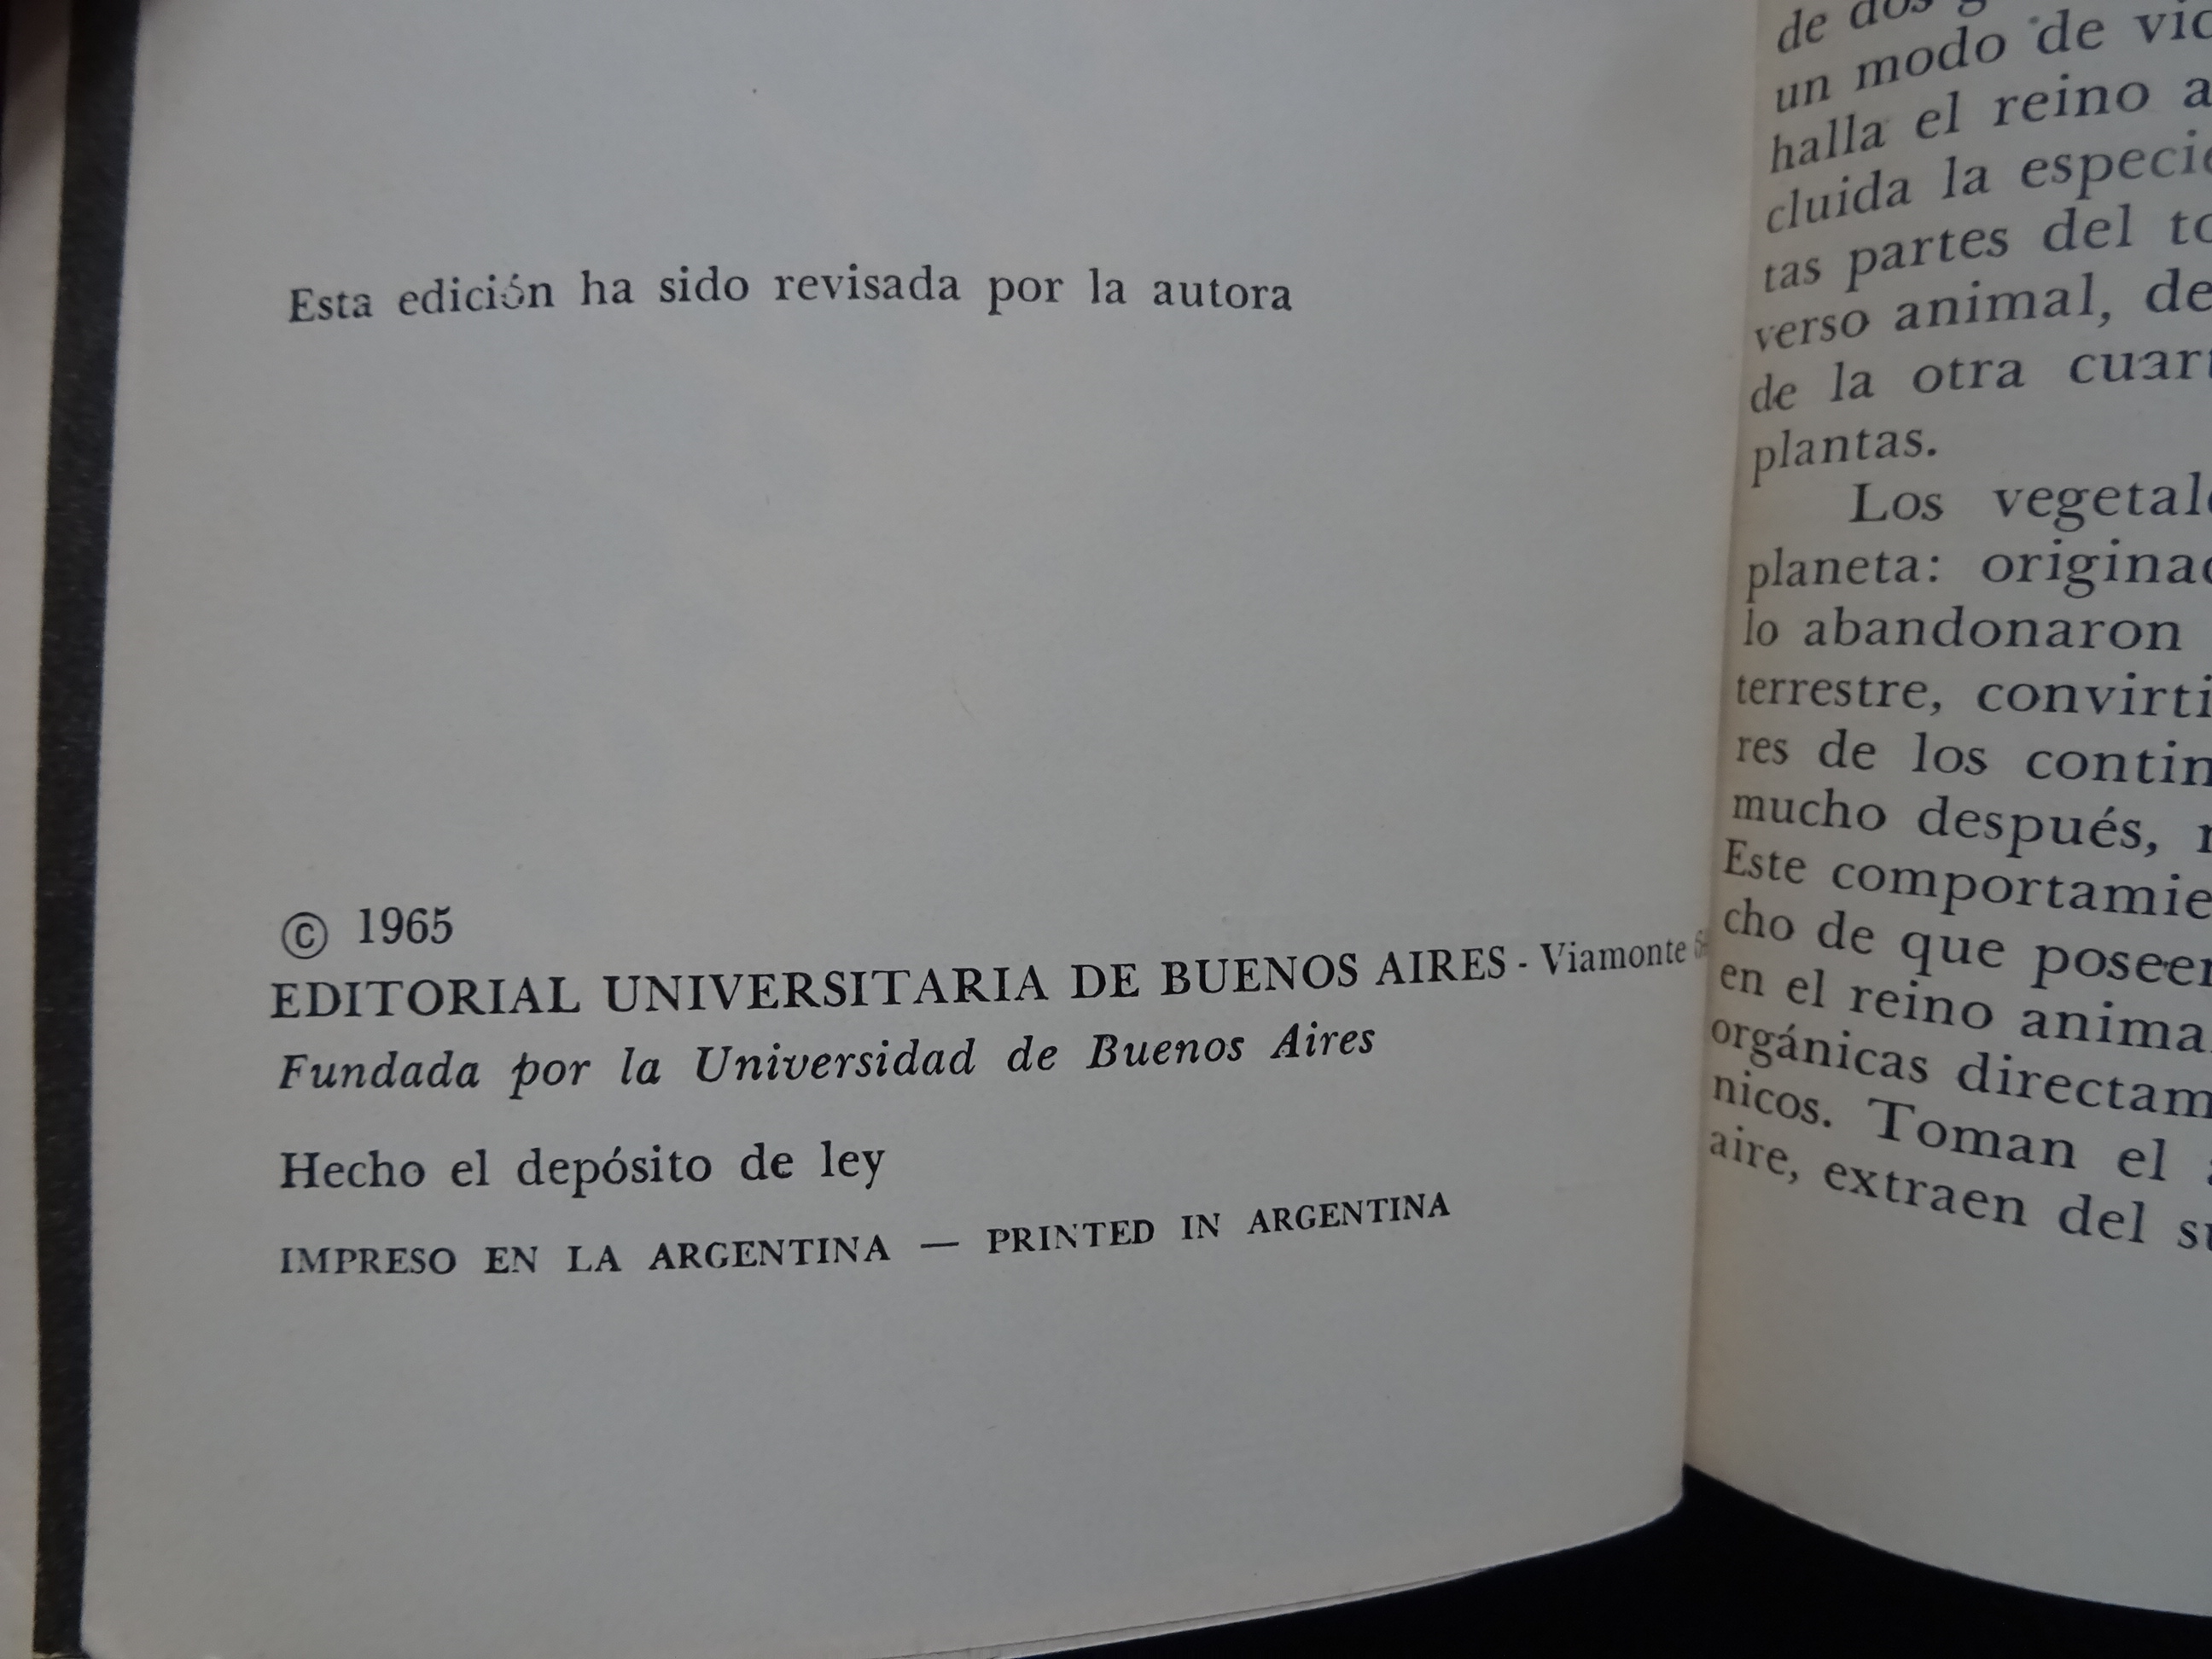 Esta edición ha sido revisada por la autora
© 1965
EDITORIAL UNIVERSITARIA DE BUENOS AIRES - Viamonte
Fundada por la Universidad de Buenos Aires
Hecho el depósito de ley
IMPRESO EN LA ARGENTINA — PRINTED IN ARGENTINA
de dos
un modo de
halla el reino
cluida la
tas partes del
verso animal,
de la otra
plantas.
Los
planeta:
lo abandonaron
terrestre,
res de los
mucho después,
Este
cho de que
en el reino
orgánicas
nicos. Toman el
aire, extraen del